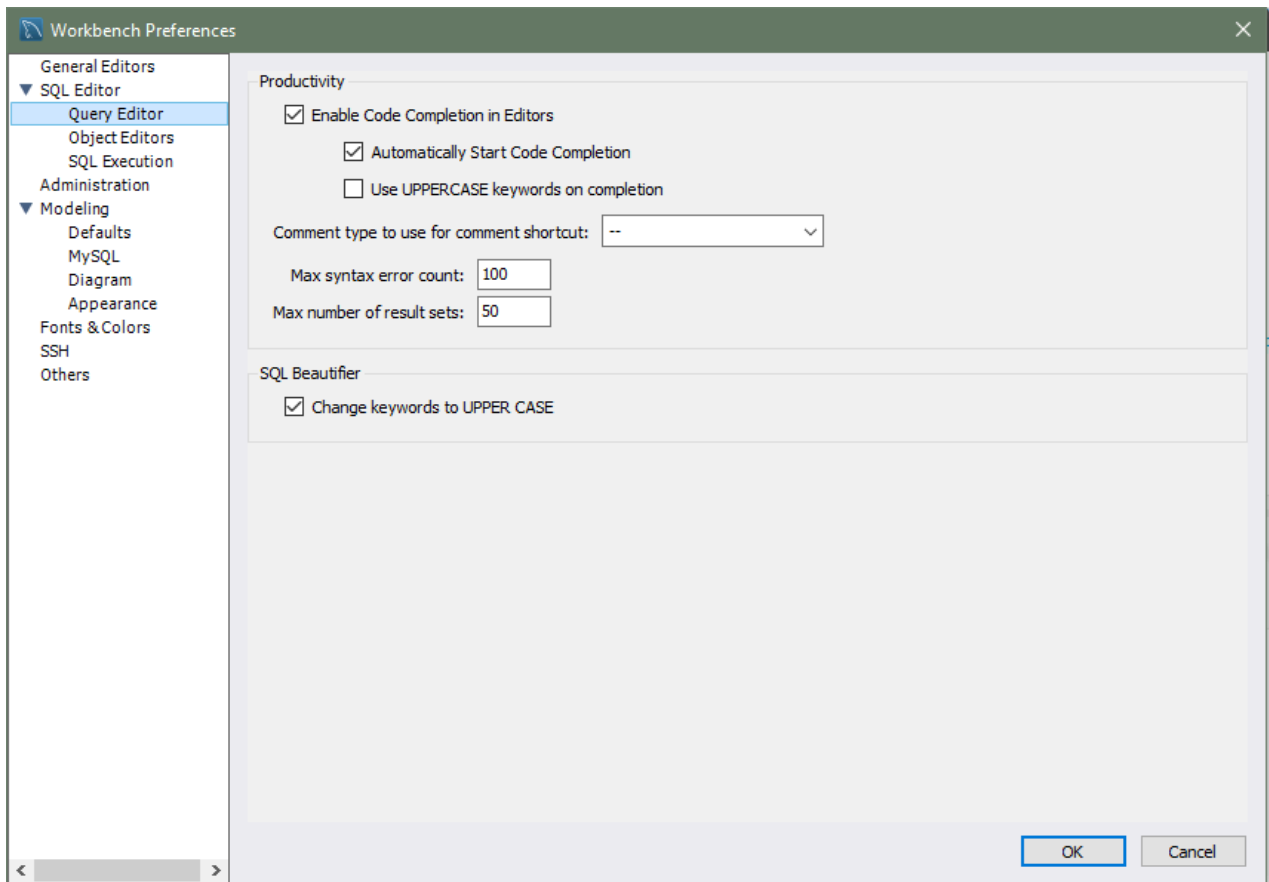 Workbench Preferences
General Editors
SQL Editor
Query Editor
Object Editors
SQL Execution
Administration
Modeling
Defaults
MySQL
Diagram
Appearance
Fonts & Colors
SSH
Others
Productivity
Enable Code Completion in Editors
Automatically Start Code Completion
Use UPPERCASE keywords on completion
Comment type to use for comment shortcut: --
Max syntax error count: 100
Max number of result sets: 50
SQL Beautifier
Change keywords to UPPER CASE
OK Cancel